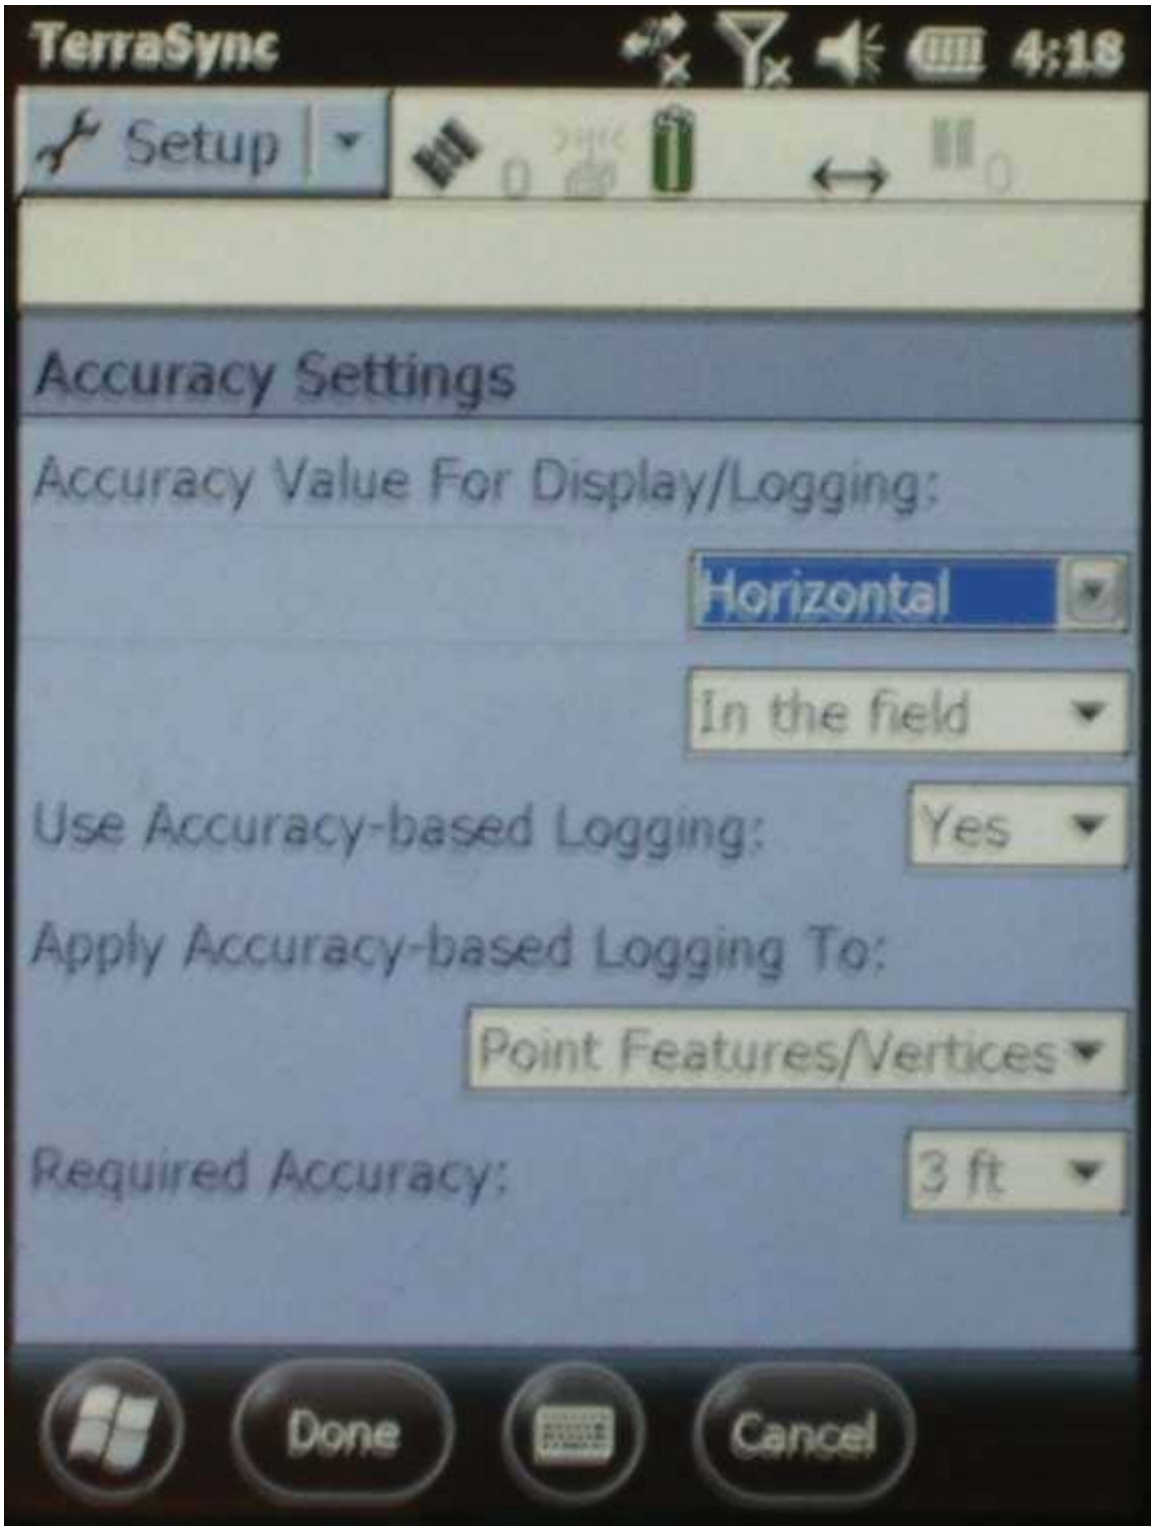 TerraSync 4:18
Setup 0 0
Accuracy Settings
Accuracy Value For Display/Logging:
Horizontal
In the field
Use Accuracy-based Logging: Yes
Apply Accuracy-based Logging To:
Point Features/Vertices
Required Accuracy: 3 ft
Done Cancel